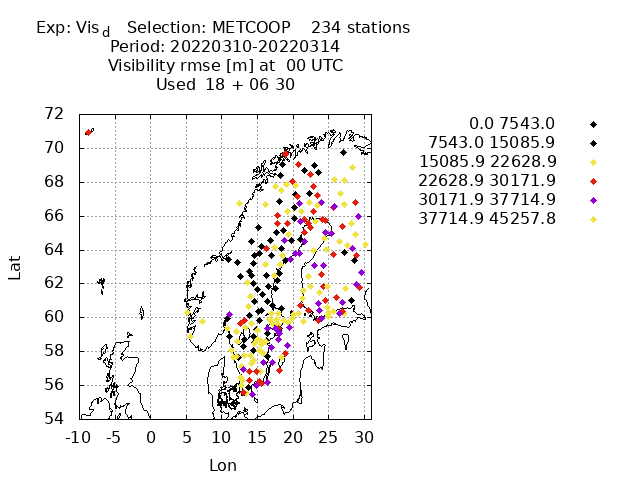 Exp: Vis d Selection: METCOOP 234 stations
Period: 20220310-20220314
Visibility rmse [m] at 00 UTC
Used 18 + 06 30
72
70
68
66
64
62
60
58
56
54
Lat
-10 -5 0 5 10 15 20 25 30
Lon
0.0 7543.0
7543.0 15085.9
15085.9 22628.9
22628.9 30171.9
30171.9 37714.9
37714.9 45257.8